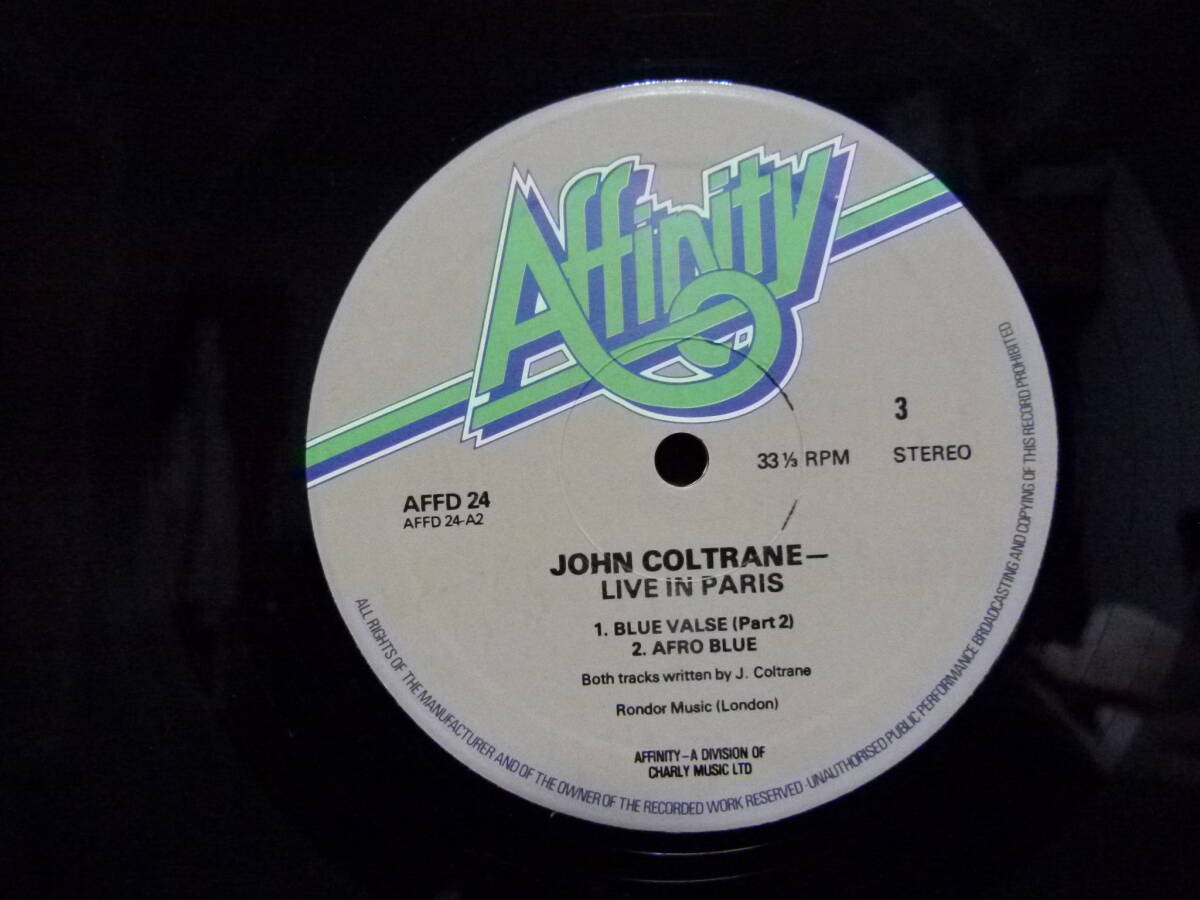 Affinity
3
33 ⅓ RPM STEREO
AFFD 24
AFFD 24-A2
JOHN COLTRANE—
LIVE IN PARIS
1. BLUE VALSE (Part 2)
2. AFRO BLUE
Both tracks written by J. Coltrane
Rondor Music (London)
AFFINITY – A DIVISION OF
CHARLY MUSIC LTD
ALL RIGHTS OF THE MANUFACTURER AND OF THE OWNER OF THE RECORDED WORK RESERVED · UNAUTHORISED PUBLIC PERFORMANCE BROADCASTING AND COPYING OF THIS RECORD PROHIBITED